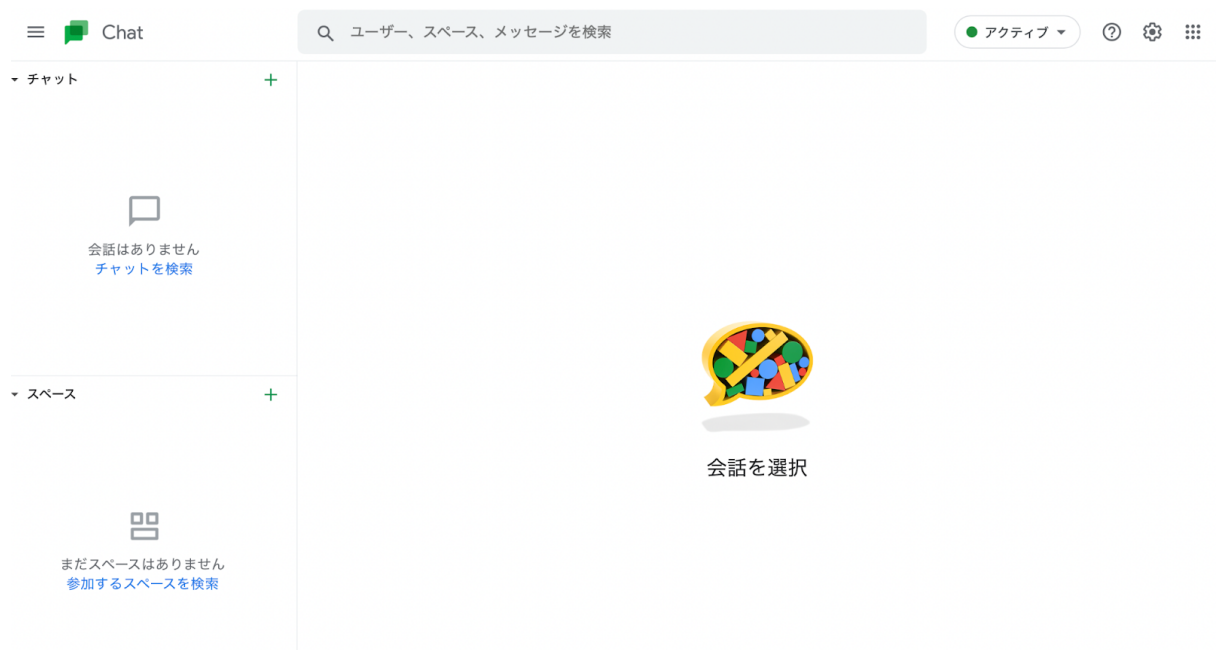 Chat
ユーザー、スペース、メッセージを検索
アクティブ
チャット
会話はありません
チャットを検索
スペース
会話を選択
まだスペースはありません
参加するスペースを検索